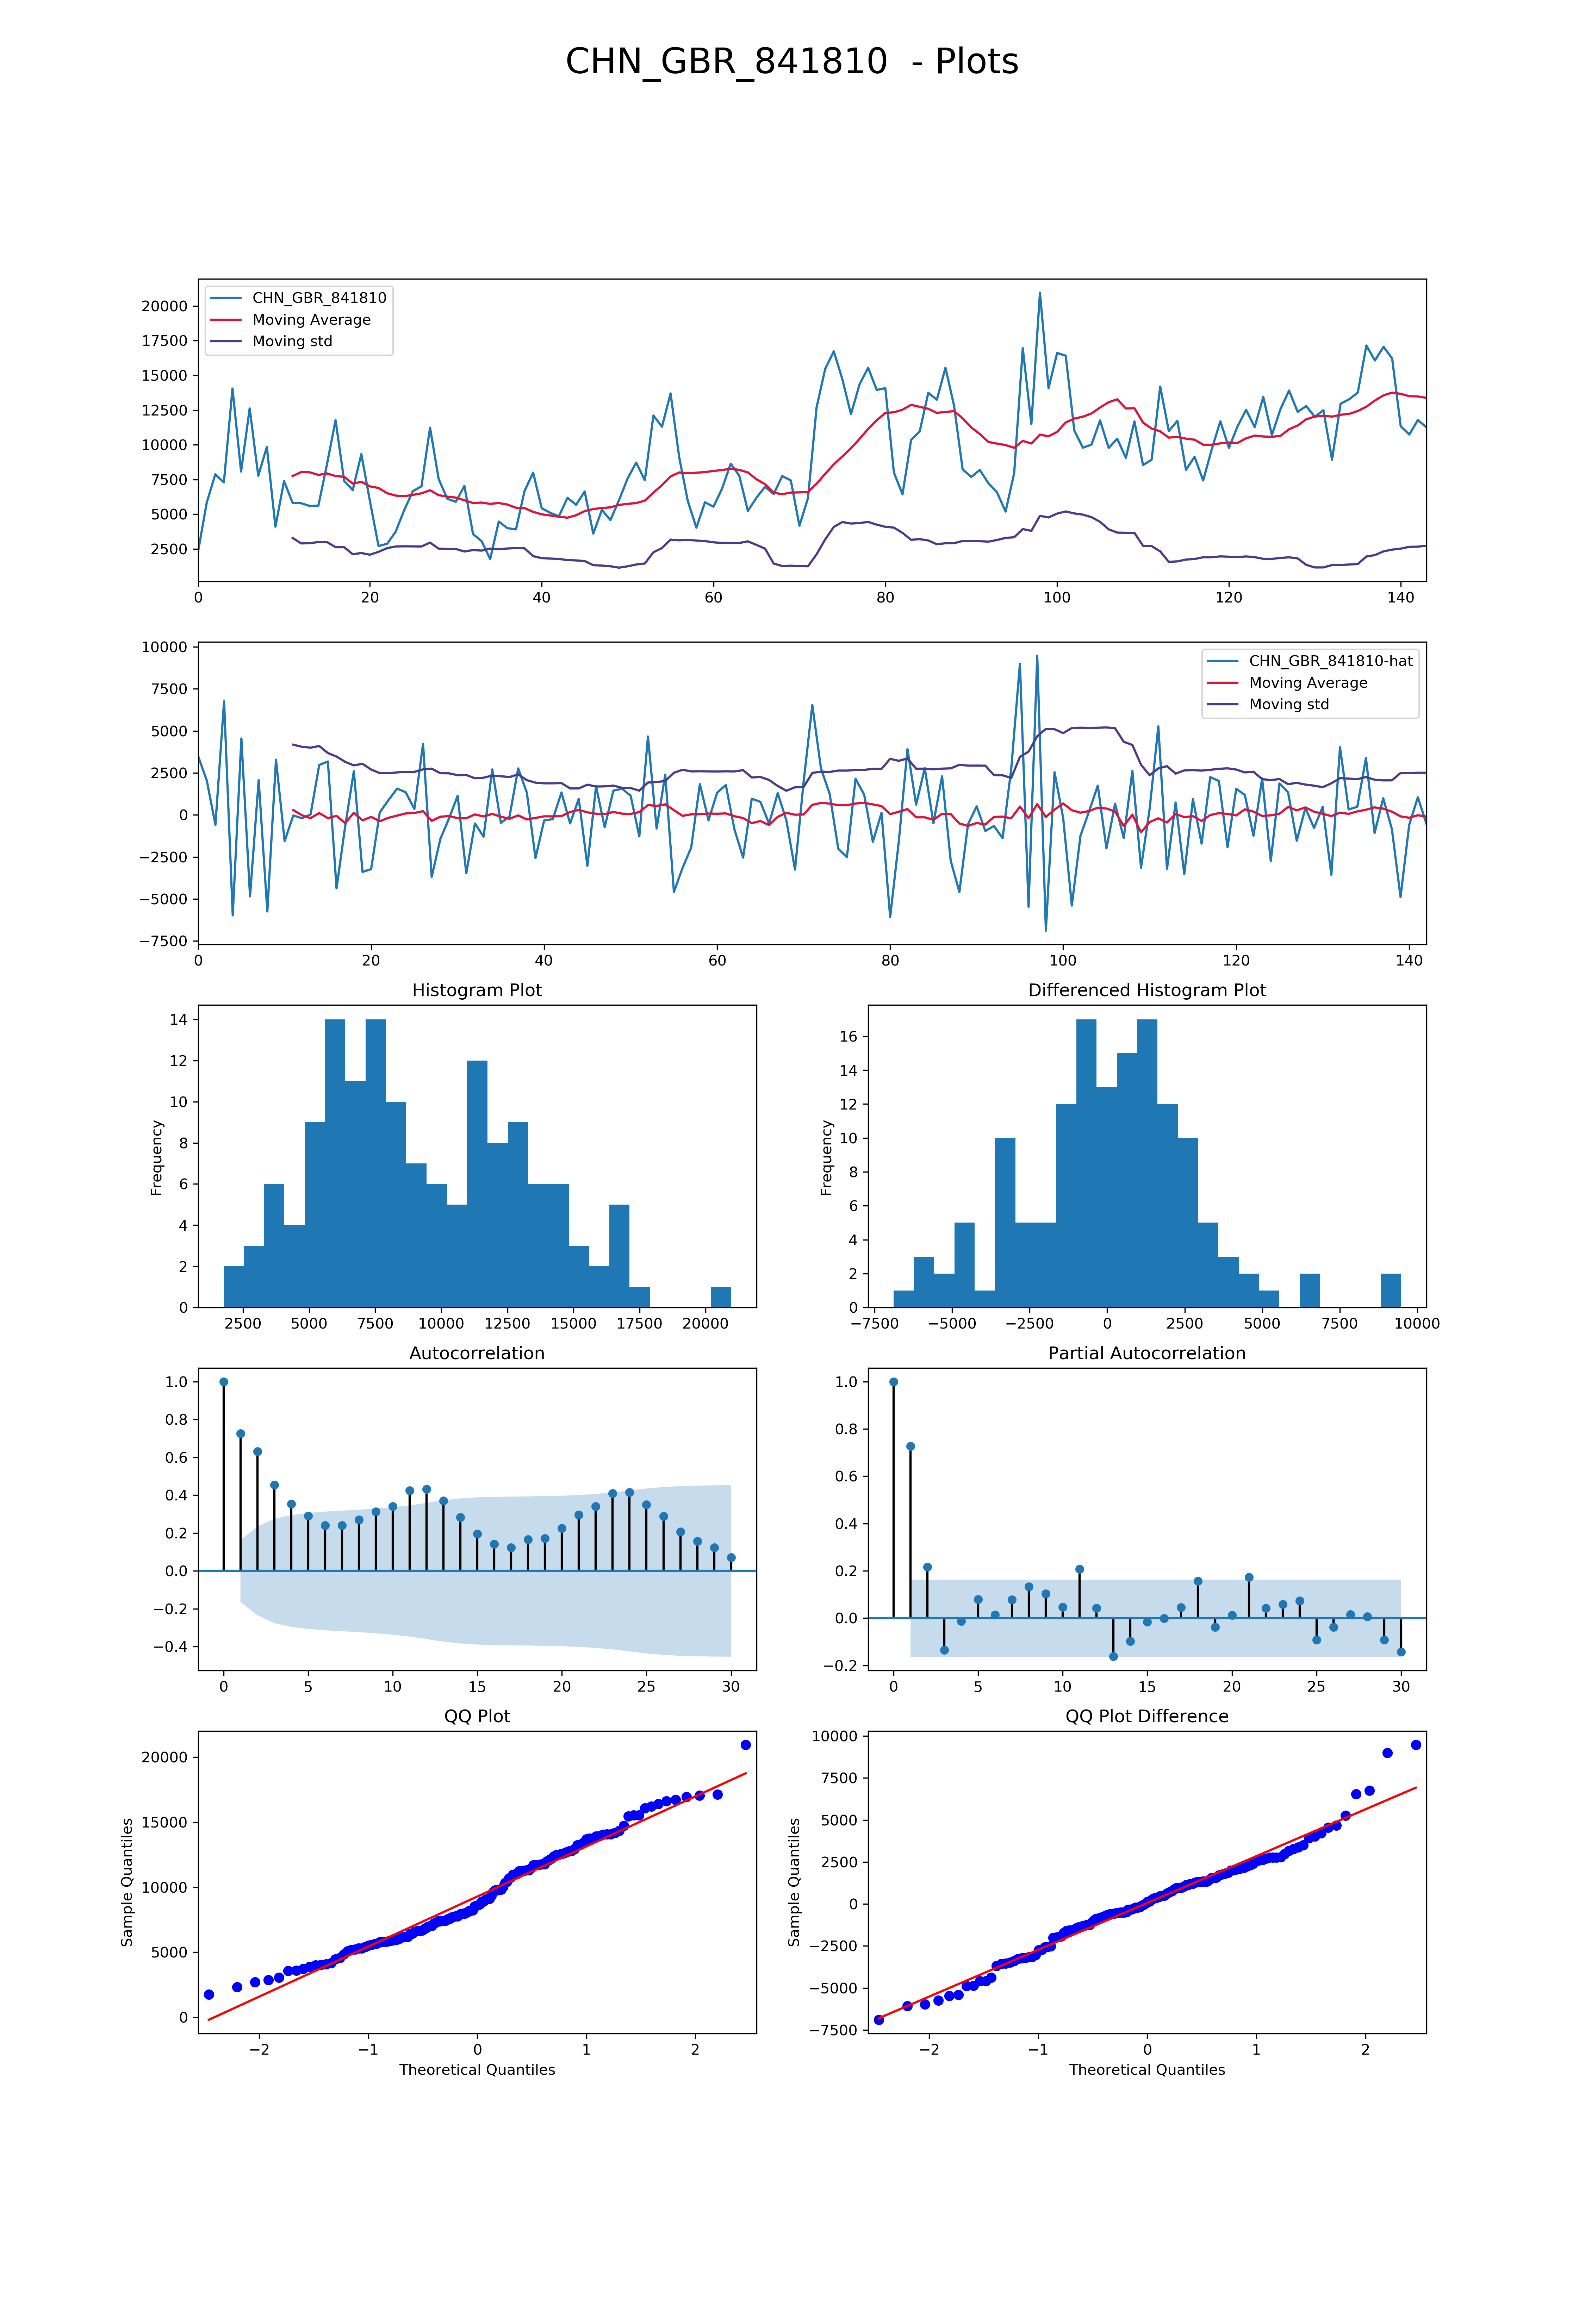 CHN_GBR_841810  - Plots
CHN_GBR_841810
Moving Average
Moving std
20000
17500
15000
12500
10000
7500
5000
2500
0 20 40 60 80 100 120 140
CHN_GBR_841810-hat
Moving Average
Moving std
10000
7500
5000
2500
0
−2500
−5000
−7500
0 20 40 60 80 100 120 140
Histogram Plot
Frequency
14
12
10
8
6
4
2
0
2500 5000 7500 10000 12500 15000 17500 20000
Differenced Histogram Plot
Frequency
16
14
12
10
8
6
4
2
0
−7500 −5000 −2500 0 2500 5000 7500 10000
Autocorrelation
1.0
0.8
0.6
0.4
0.2
0.0
−0.2
−0.4
0 5 10 15 20 25 30
Partial Autocorrelation
1.0
0.8
0.6
0.4
0.2
0.0
−0.2
0 5 10 15 20 25 30
QQ Plot
Sample Quantiles
20000
15000
10000
5000
0
−2 −1 0 1 2
Theoretical Quantiles
QQ Plot Difference
Sample Quantiles
10000
7500
5000
2500
0
−2500
−5000
−7500
−2 −1 0 1 2
Theoretical Quantiles